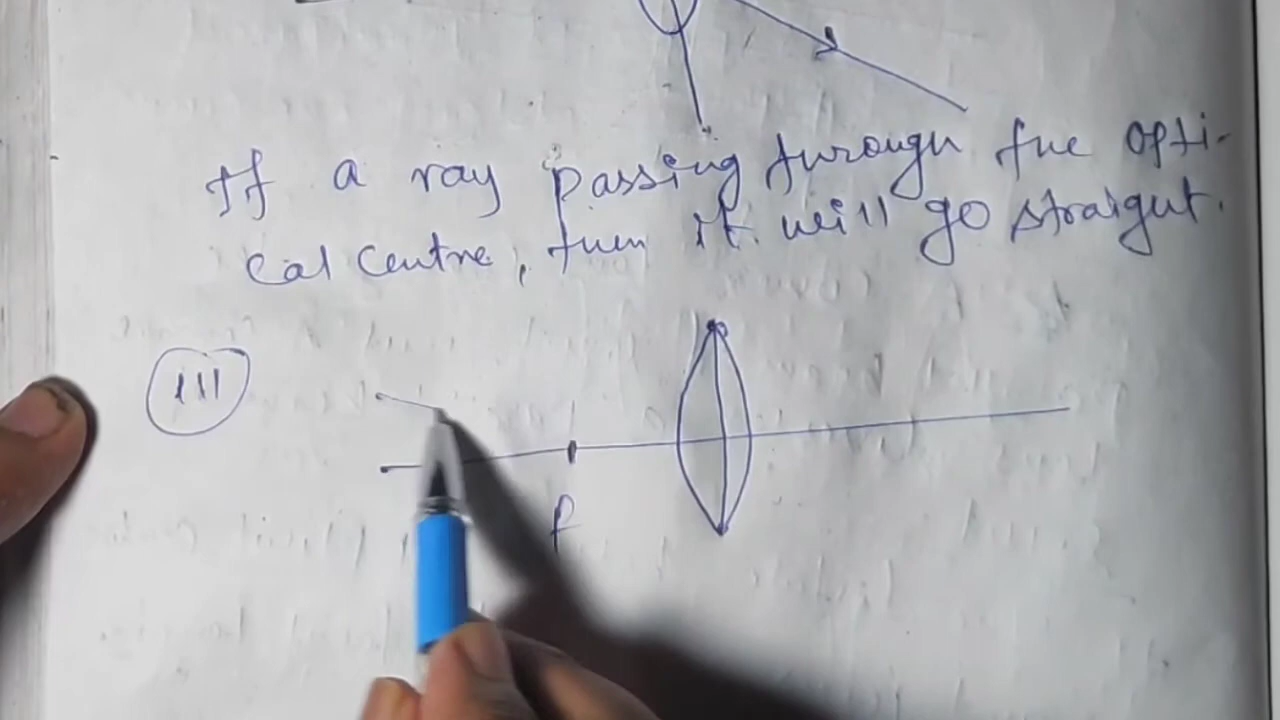 If a ray passing through the opti-
cal centre, then it will go straight.
III
f